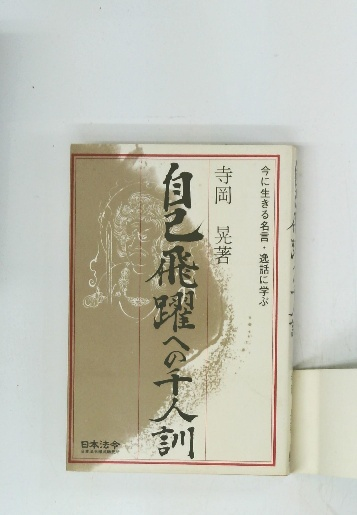 今に生きる名言・逸話に学ぶ
寺岡 晃著
自己飛躍への千人訓
日本法令